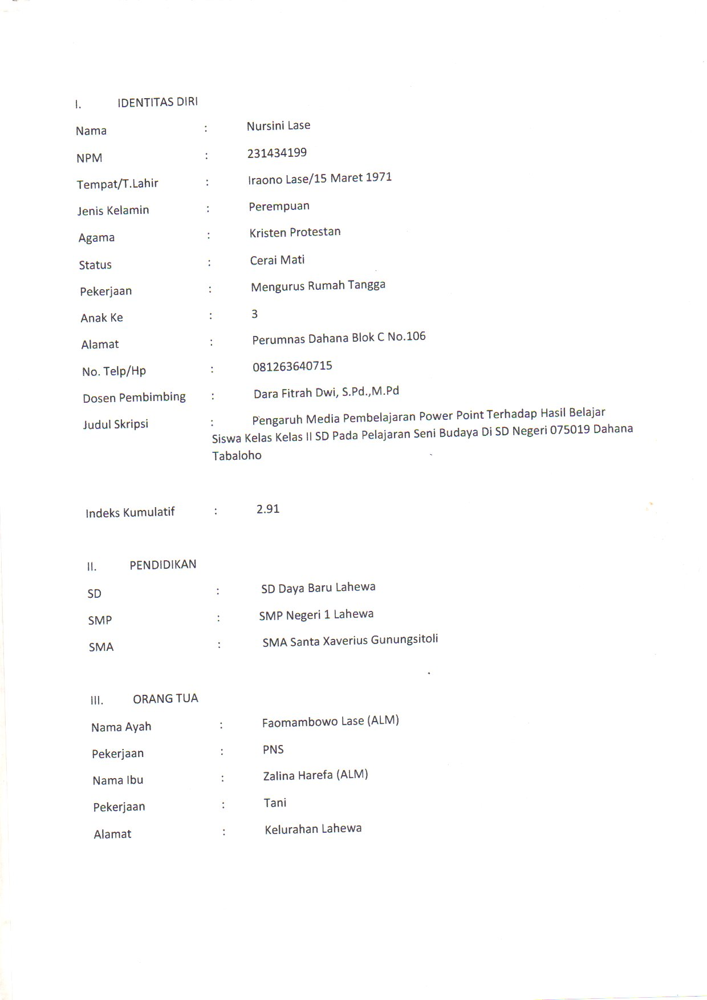 I. IDENTITAS DIRI
Nama : Nursini Lase
NPM : 231434199
Tempat/T.Lahir : Iraono Lase/15 Maret 1971
Jenis Kelamin : Perempuan
Agama : Kristen Protestan
Status : Cerai Mati
Pekerjaan : Mengurus Rumah Tangga
Anak Ke : 3
Alamat : Perumnas Dahana Blok C No.106
No. Telp/Hp : 081263640715
Dosen Pembimbing : Dara Fitrah Dwi, S.Pd.,M.Pd
Judul Skripsi : Pengaruh Media Pembelajaran Power Point Terhadap Hasil Belajar
Siswa Kelas Kelas II SD Pada Pelajaran Seni Budaya Di SD Negeri 075019 Dahana
Tabaloho
Indeks Kumulatif : 2.91
II. PENDIDIKAN
SD : SD Daya Baru Lahewa
SMP : SMP Negeri 1 Lahewa
SMA : SMA Santa Xaverius Gunungsitoli
III. ORANG TUA
Nama Ayah : Faomambowo Lase (ALM)
Pekerjaan : PNS
Nama Ibu : Zalina Harefa (ALM)
Pekerjaan : Tani
Alamat : Kelurahan Lahewa